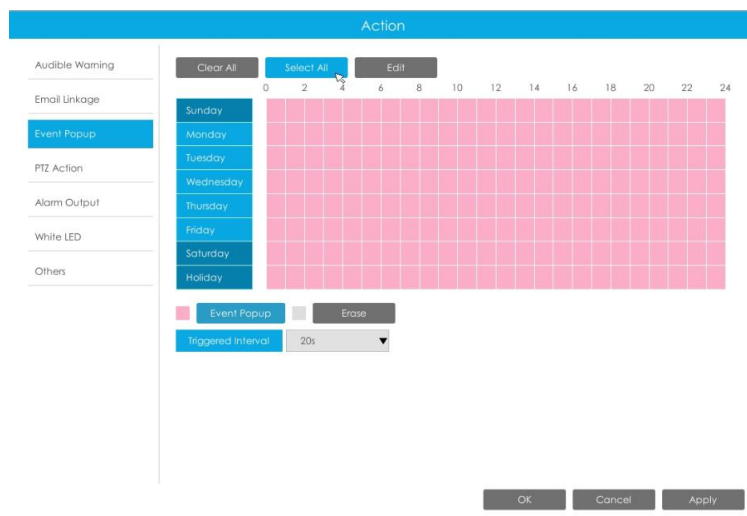 Action
Audible Warning
Email Linkage
Event Popup
PTZ Action
Alarm Output
White LED
Others
Clear All Select All Edit
0 2 4 6 8 10 12 14 16 18 20 22 24
Sunday
Monday
Tuesday
Wednesday
Thursday
Friday
Saturday
Holiday
Event Popup Erase
Triggered Interval 20s
OK Cancel Apply